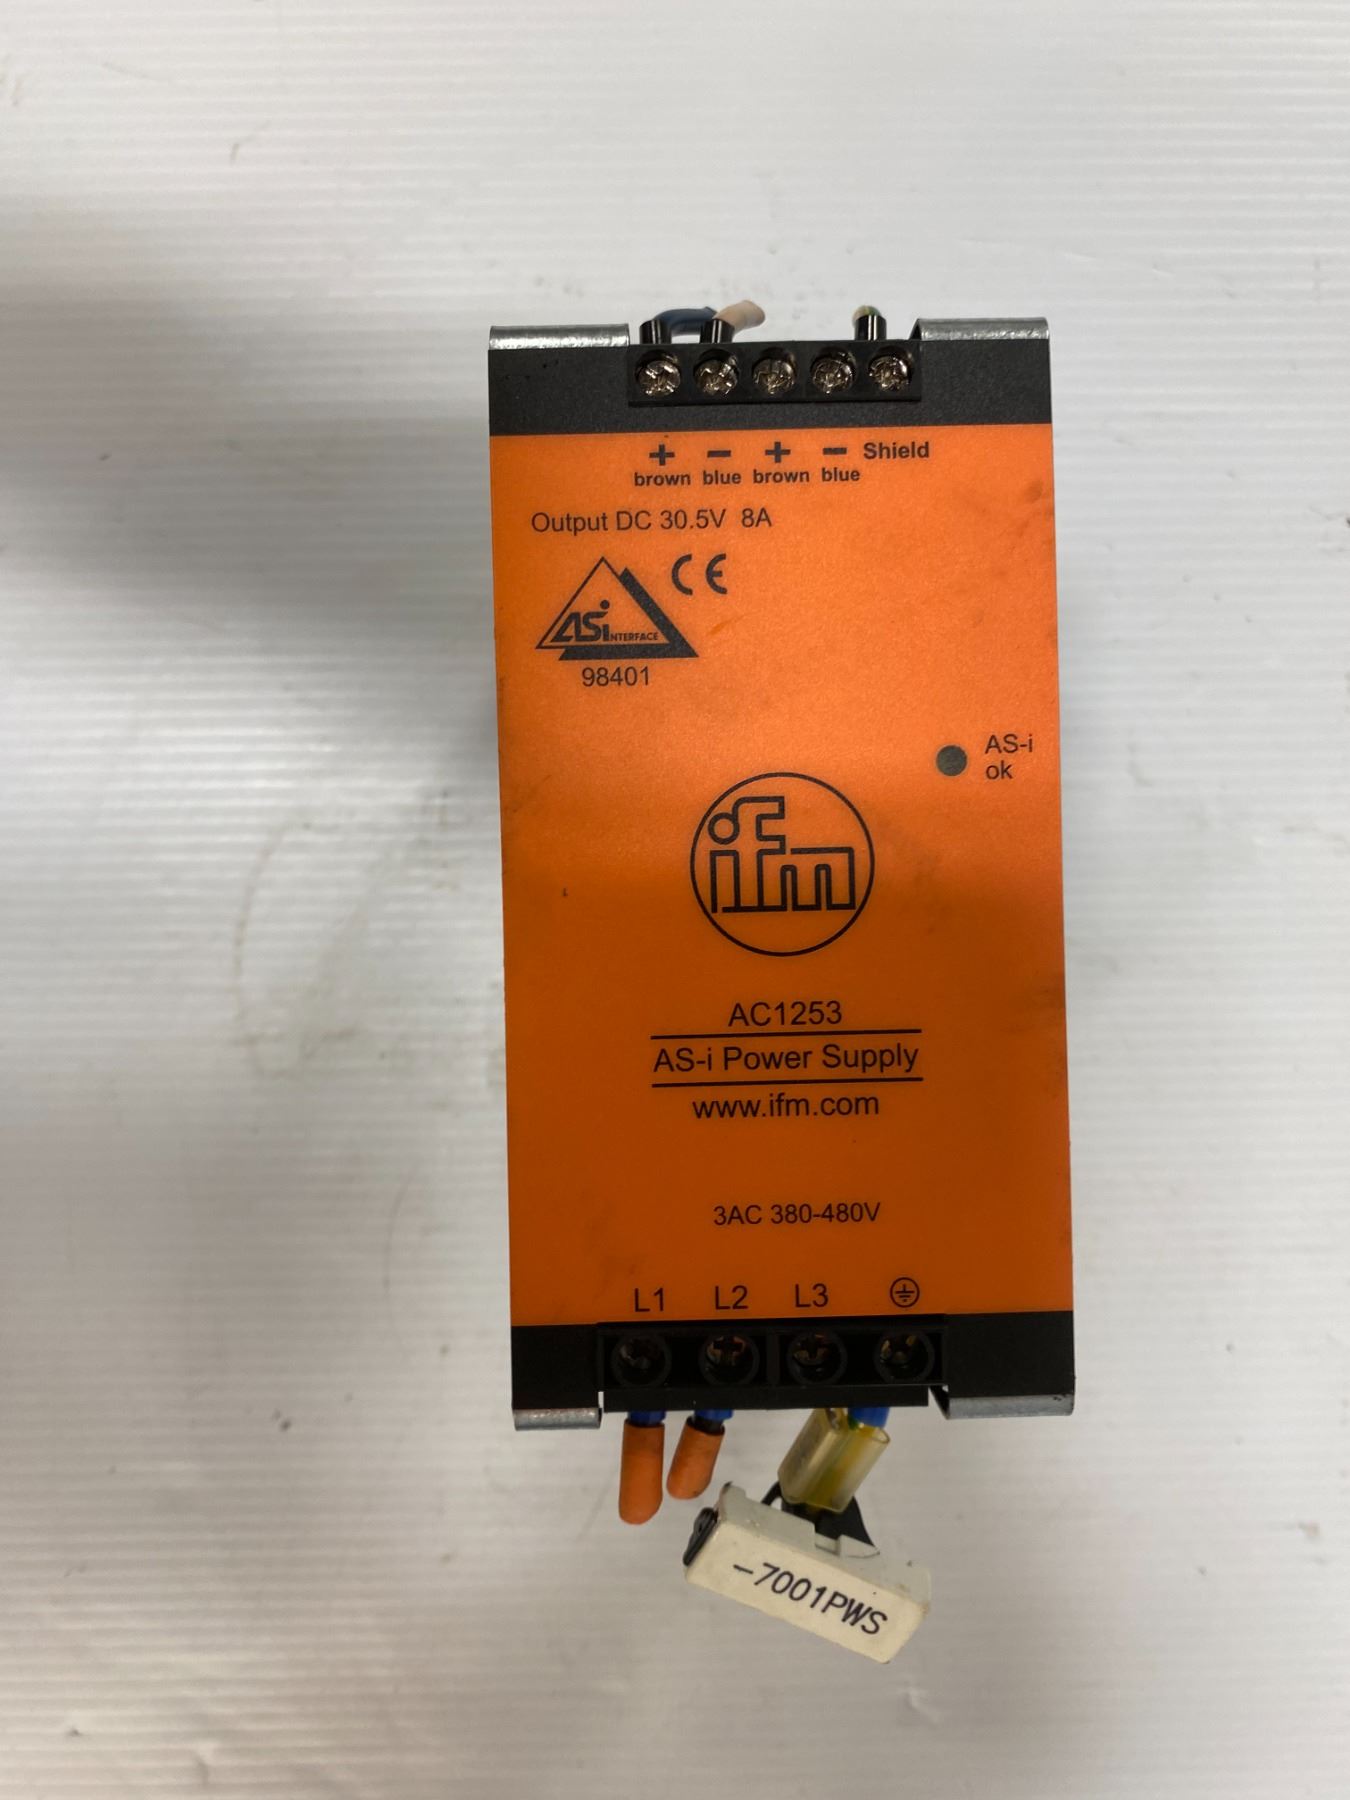 + − + − Shield
brown blue brown blue
Output DC 30.5V 8A
CE
ASi INTERFACE
98401
AS-i
ok
ifm
AC1253
AS-i Power Supply
www.ifm.com
3AC 380-480V
L1 L2 L3
−7001PWS